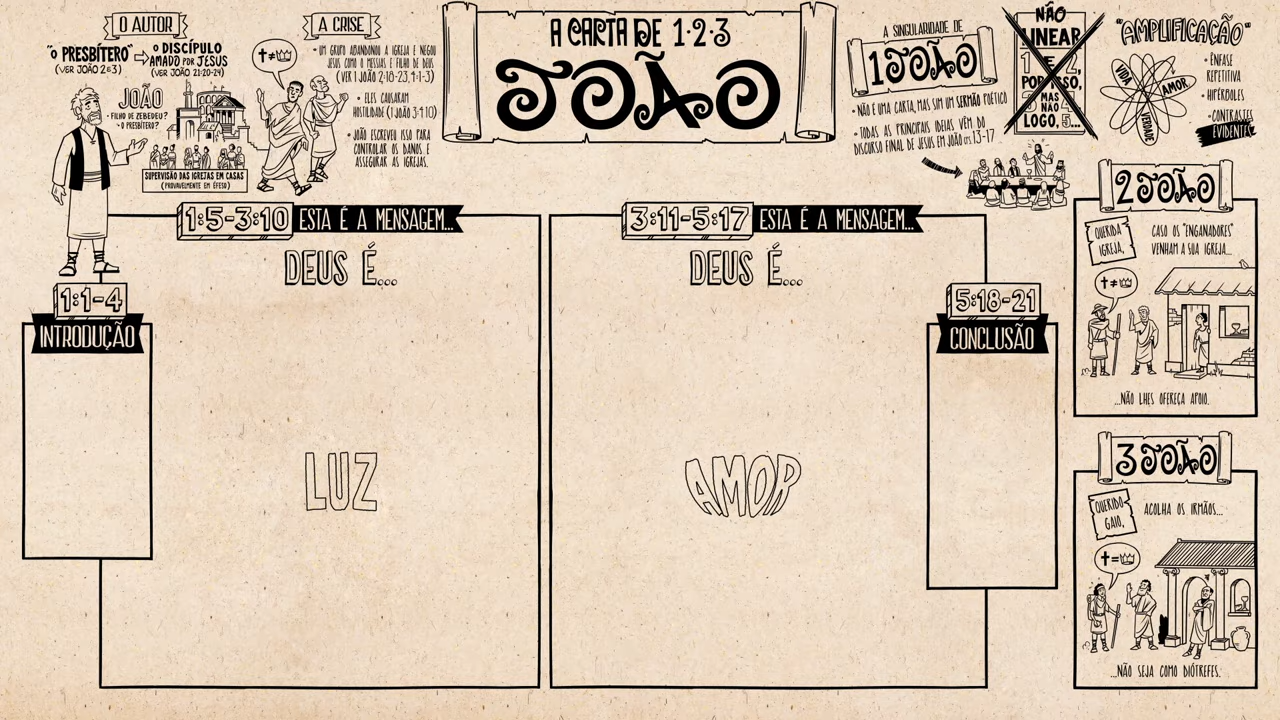 O AUTOR
"O PRESBÍTERO"
(VER JOÃO 2E3)
O DISCÍPULO
AMADO POR JESUS
(VER JOÃO 21:20-24)
JOÃO
• FILHO DE ZEBEDEU?
• O PRESBÍTERO?
SUPERVISÃO DAS IGREJAS EM CASAS
(PROVAVELMENTE EM ÉFESO)
A CRISE
• UM GRUPO ABANDONOU A IGREJA E NEGOU
JESUS COMO O MESSIAS E FILHO DE DEUS
(VER 1 JOÃO 2:18-23, 4:1-3)
• ELES CAUSARAM
HOSTILIDADE (1 JOÃO 3:4-10)
• JOÃO ESCREVEU ISSO PARA
CONTROLAR OS DANOS E
ASSEGURAR AS IGREJAS.
A CARTA DE 1·2·3
JOÃO
A SINGULARIDADE DE
1 JOÃO
• NÃO É UMA CARTA, MAS SIM UM SERMÃO POÉTICO
• TODAS AS PRINCIPAIS IDEIAS VÊM DO
DISCURSO FINAL DE JESUS EM JOÃO CTS. 13-17
NÃO
LINEAR
1 E 2,
POR ISSO,
MAS
NÃO
LOGO, 5...
"AMPLIFICAÇÃO"
VIDA
AMOR
VERDADE
• ÊNFASE
REPETITIVA
• HIPÉRBOLES
• CONTRASTES
EVIDENTES
1:5-3:10 ESTA É A MENSAGEM...
DEUS É...
LUZ
3:11-5:17 ESTA É A MENSAGEM...
DEUS É...
AMOR
1:1-4
INTRODUÇÃO
5:18-21
CONCLUSÃO
2 JOÃO
QUERIDA
IGREJA,
CASO OS "ENGANADORES"
VENHAM A SUA IGREJA...
...NÃO LHES OFEREÇA APOIO.
3 JOÃO
QUERIDO
GAIO,
ACOLHA OS IRMÃOS...
...NÃO SEJA COMO DIÓTREFES.